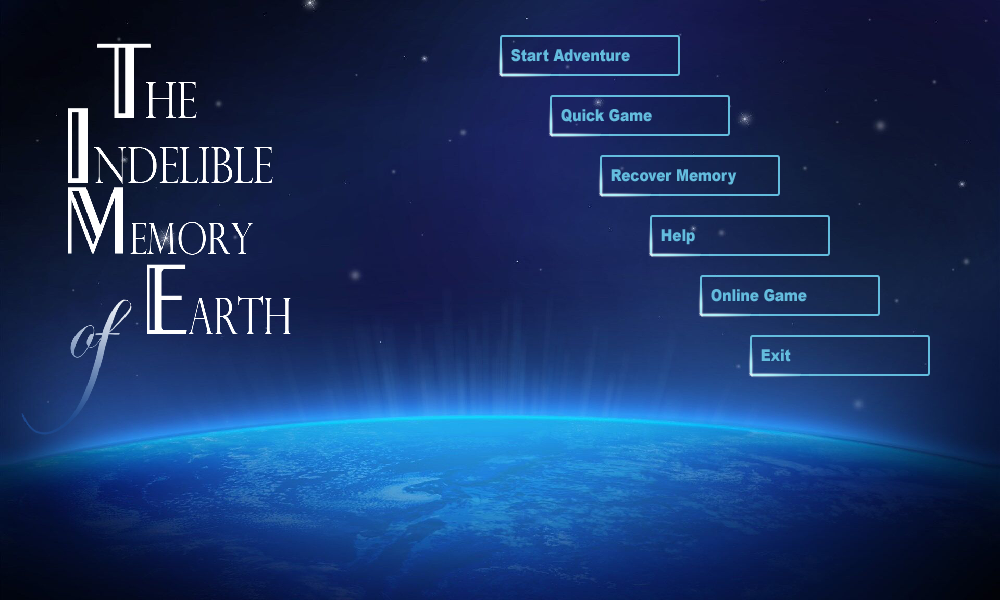 The
Indelible
Memory
of Earth
Start Adventure
Quick Game
Recover Memory
Help
Online Game
Exit